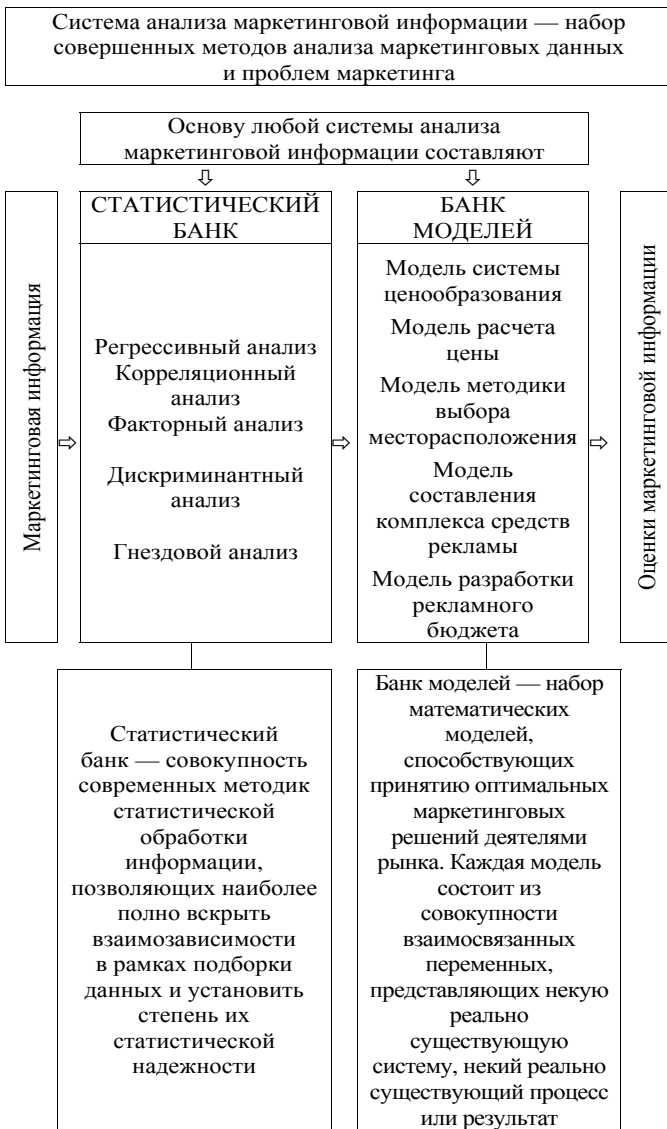 Система анализа маркетинговой информации — набор
совершенных методов анализа маркетинговых данных
и проблем маркетинга
Основу любой системы анализа
маркетинговой информации составляют
Маркетинговая информация
СТАТИСТИЧЕСКИЙ
БАНК
Регрессивный анализ
Корреляционный
анализ
Факторный анализ
Дискриминантный
анализ
Гнездовой анализ
БАНК
МОДЕЛЕЙ
Модель системы
ценообразования
Модель расчета
цены
Модель методики
выбора
месторасположения
Модель
составления
комплекса средств
рекламы
Модель разработки
рекламного
бюджета
Оценки маркетинговой информации
Статистический
банк — совокупность
современных методик
статистической
обработки
информации,
позволяющих наиболее
полно вскрыть
взаимозависимости
в рамках подборки
данных и установить
степень их
статистической
надежности
Банк моделей — набор
математических
моделей,
способствующих
принятию оптимальных
маркетинговых
решений деятелями
рынка. Каждая модель
состоит из
совокупности
взаимосвязанных
переменных,
представляющих некую
реально
существующую
систему, некий реально
существующий процесс
или результат